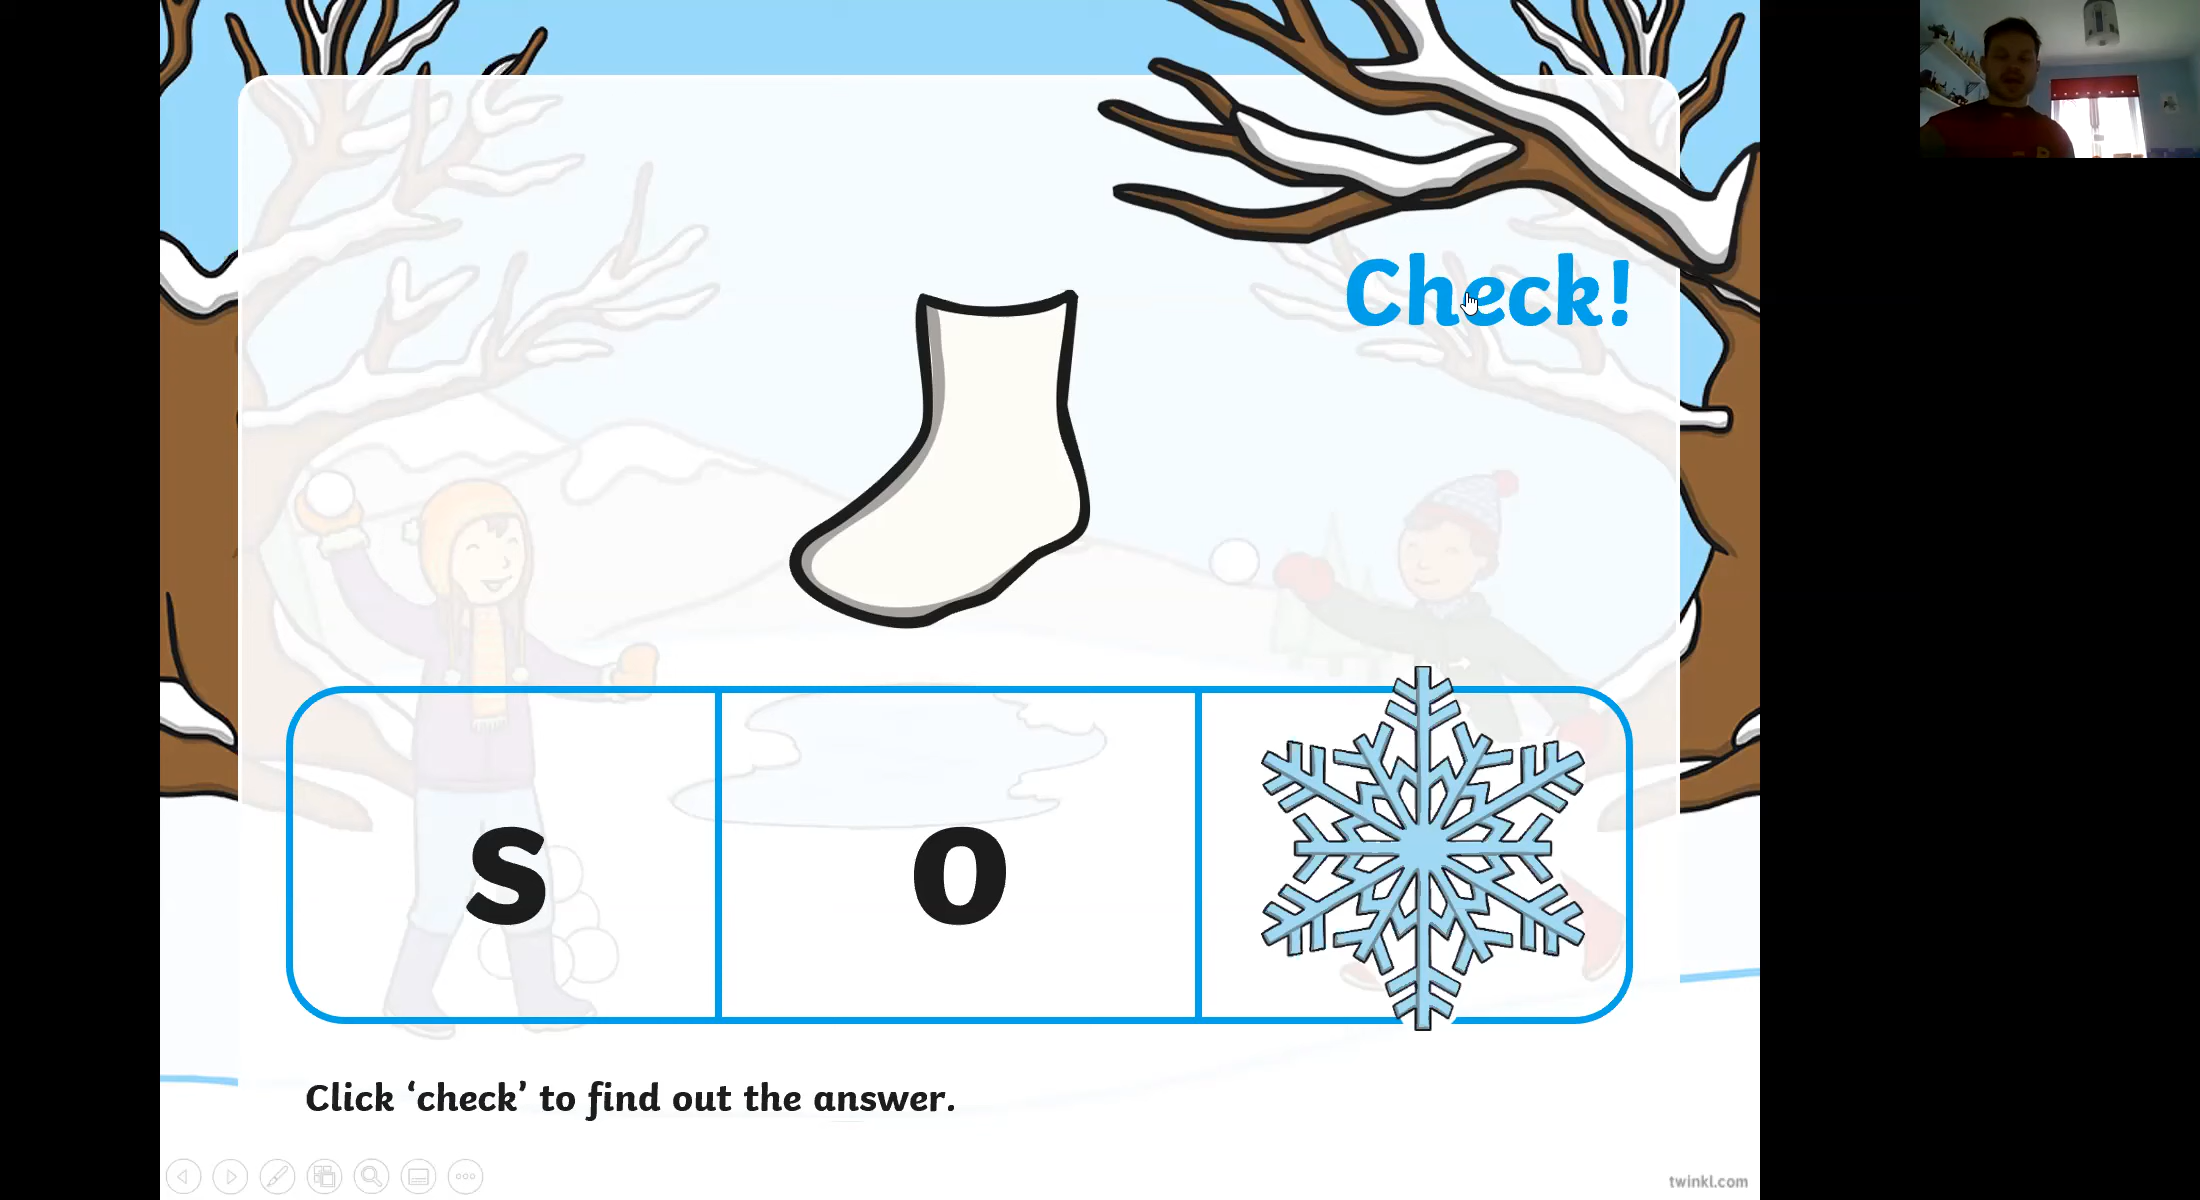 Check!
s o
Click ‘check’ to find out the answer.
twinkl.com